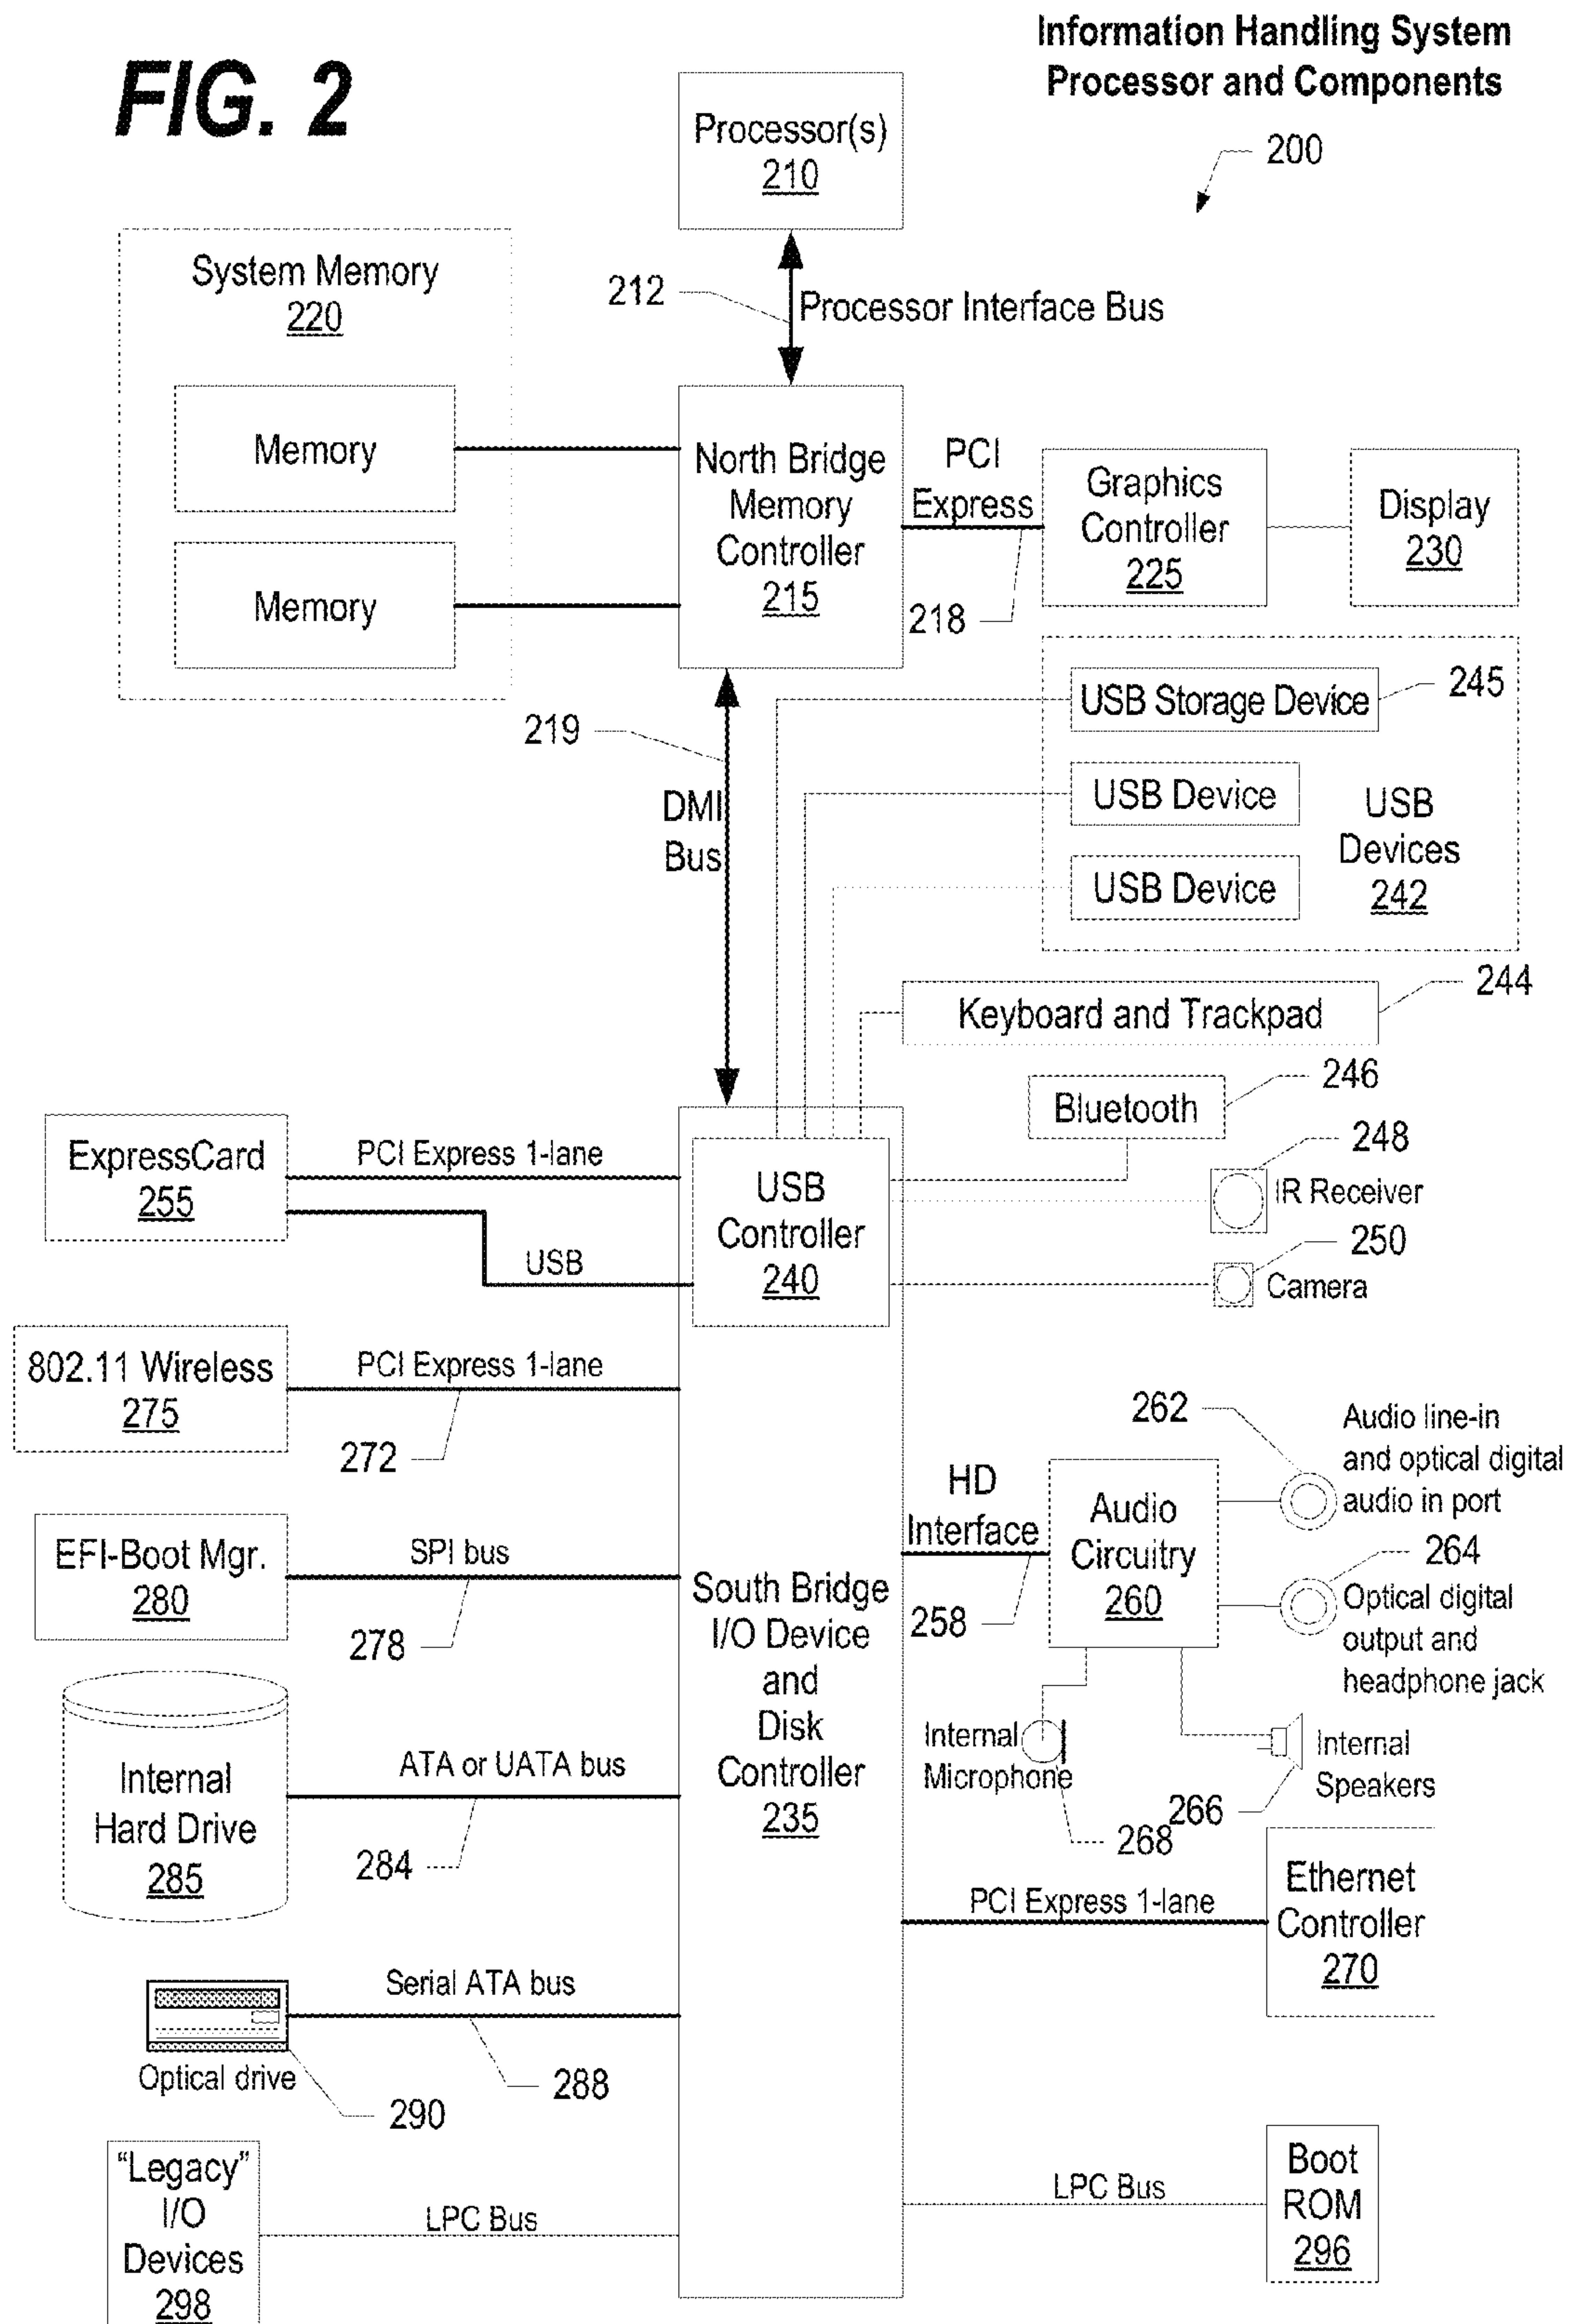 FIG. 2
Information Handling System
Processor and Components
200
Processor(s)
210
212
Processor Interface Bus
System Memory
220
Memory
Memory
North Bridge
Memory
Controller
215
PCI
Express
218
Graphics
Controller
225
Display
230
219
DMI
Bus
USB Storage Device
245
USB Device
USB Device
USB
Devices
242
Keyboard and Trackpad
244
Bluetooth
246
248
IR Receiver
250
Camera
ExpressCard
255
PCI Express 1-lane
USB
USB
Controller
240
802.11 Wireless
275
PCI Express 1-lane
272
EFI-Boot Mgr.
280
SPI bus
278
South Bridge
I/O Device
and
Disk
Controller
235
HD
Interface
258
Audio
Circuitry
260
262
Audio line-in
and optical digital
audio in port
264
Optical digital
output and
headphone jack
Internal
Microphone
268
266
Internal
Speakers
Internal
Hard Drive
285
ATA or UATA bus
284
PCI Express 1-lane
Ethernet
Controller
270
Serial ATA bus
288
Optical drive
290
"Legacy"
I/O
Devices
298
LPC Bus
LPC Bus
Boot
ROM
296